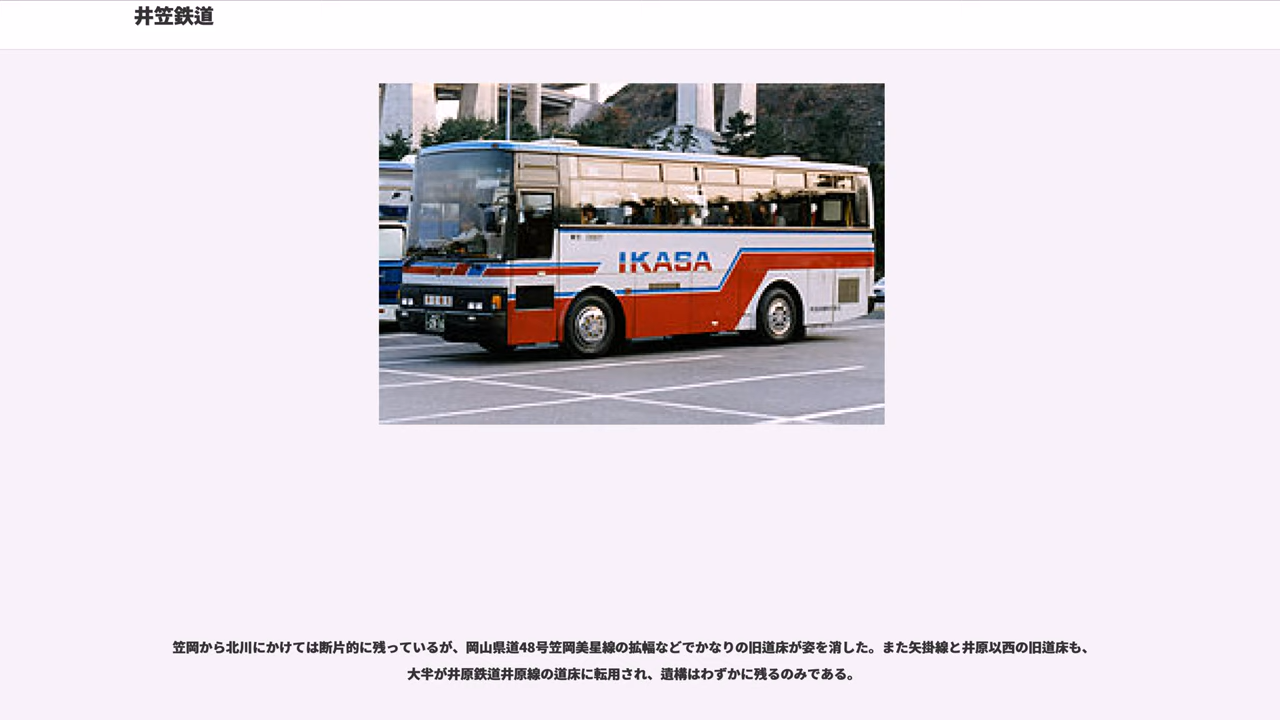 井笠鉄道
IKASA
笠岡から北川にかけては断片的に残っているが、岡山県道48号笠岡美星線の拡幅などでかなりの旧道床が姿を消した。また矢掛線と井原以西の旧道床も、
大半が井原鉄道井原線の道床に転用され、遺構はわずかに残るのみである。